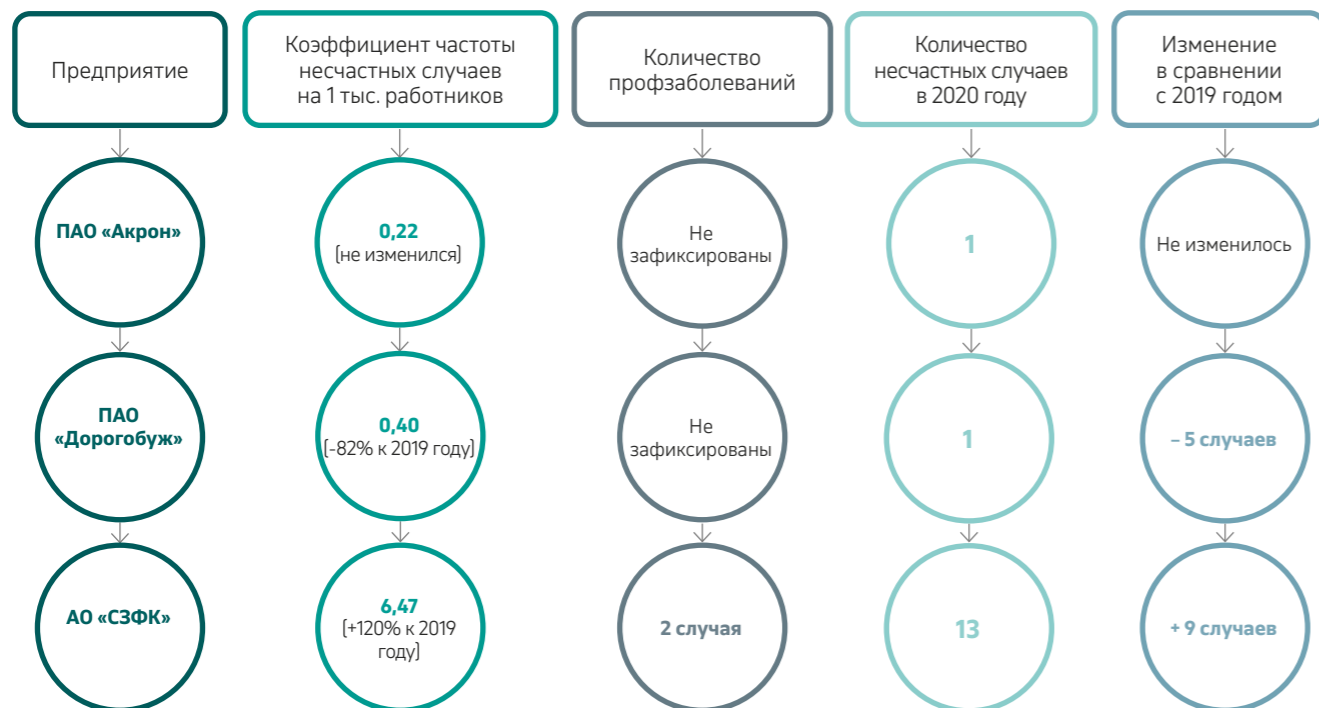 Предприятие
Коэффициент частоты
несчастных случаев
на 1 тыс. работников
Количество
профзаболеваний
Количество
несчастных случаев
в 2020 году
Изменение
в сравнении
с 2019 годом
ПАО «Акрон»
0,22
(не изменился)
Не
зафиксированы
1
Не изменилось
ПАО
«Дорогобуж»
0,40
(-82% к 2019 году)
Не
зафиксированы
1
– 5 случаев
АО «СЗФК»
6,47
(+120% к 2019
году)
2 случая
13
+ 9 случаев